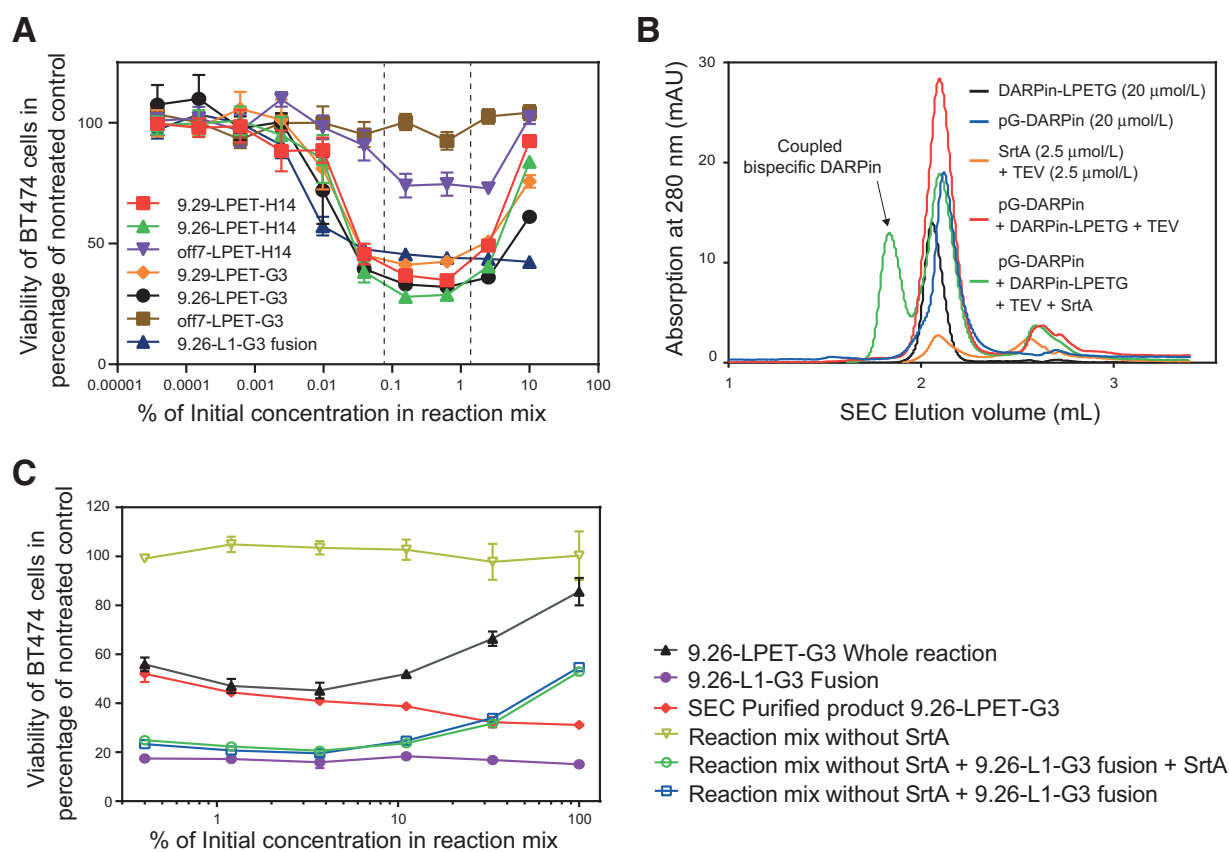 A
Viability of BT474 cells in
percentage of nontreated control
100
50
0
9.29-LPET-H14
9.26-LPET-H14
off7-LPET-H14
9.29-LPET-G3
9.26-LPET-G3
off7-LPET-G3
9.26-L1-G3 fusion
0.00001 0.0001 0.001 0.01 0.1 1 10 100
% of Initial concentration in reaction mix
B
Absorption at 280 nm (mAU)
30
20
10
0
Coupled
bispecific DARPin
DARPin-LPETG (20 μmol/L)
pG-DARPin (20 μmol/L)
SrtA (2.5 μmol/L)
+ TEV (2.5 μmol/L)
pG-DARPin
+ DARPin-LPETG + TEV
pG-DARPin
+ DARPin-LPETG
+ TEV + SrtA
1 2 3
SEC Elution volume (mL)
C
Viability of BT474 cells in
percentage of nontreated control
120
100
80
60
40
20
0
1 10 100
% of Initial concentration in reaction mix
9.26-LPET-G3 Whole reaction
9.26-L1-G3 Fusion
SEC Purified product 9.26-LPET-G3
Reaction mix without SrtA
Reaction mix without SrtA + 9.26-L1-G3 fusion + SrtA
Reaction mix without SrtA + 9.26-L1-G3 fusion